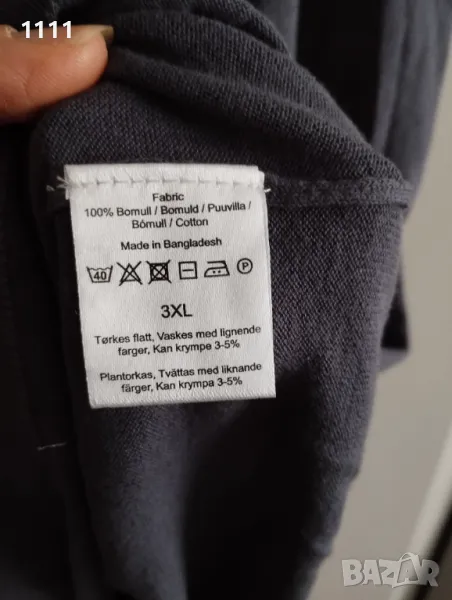 1111
Fabric
100% Bomull / Bomuld / Puuvilla /
Bómull / Cotton
Made in Bangladesh
40 P
3XL
Tørkes flatt, Vaskes med lignende
farger, Kan krympe 3-5%
Plantorkas, Tvättas med liknande
färger, Kan krympa 3-5%
BAZAR